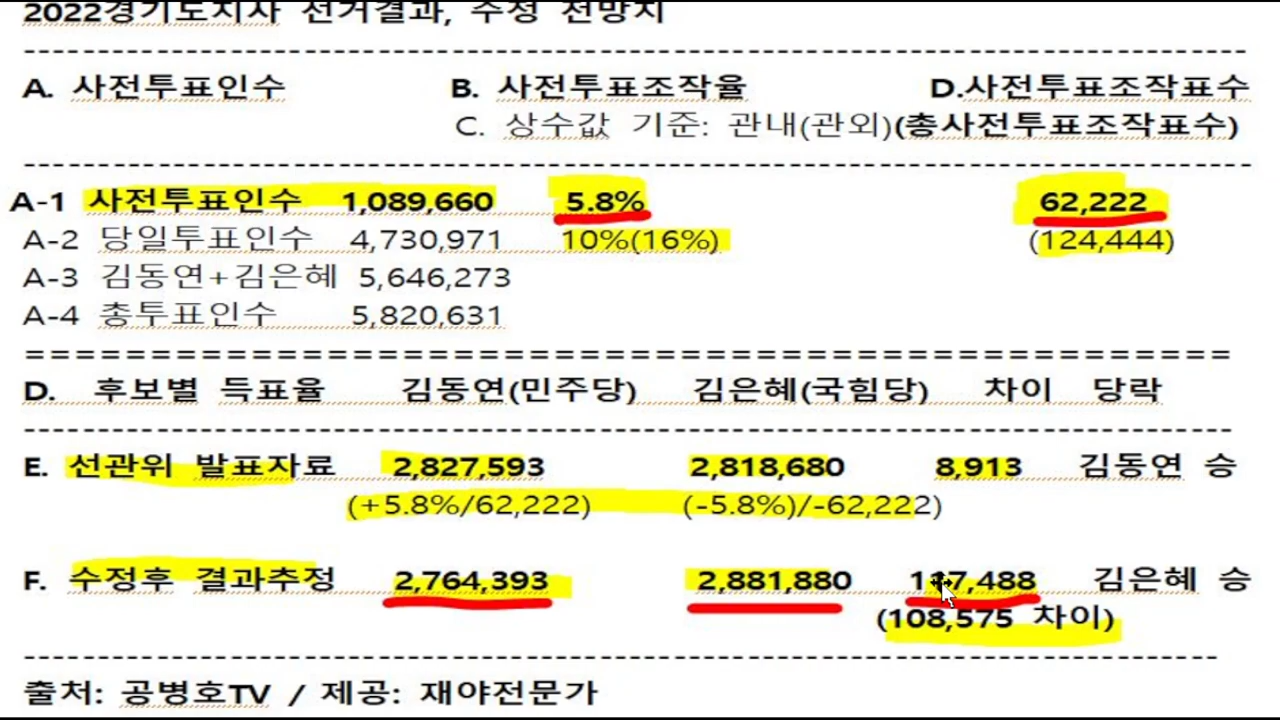 2022경기도지사 선거결과, 추정 전망치
A. 사전투표인수 B. 사전투표조작율 D.사전투표조작표수
C. 상수값 기준: 관내(관외)(총사전투표조작표수)
A-1 사전투표인수 1,089,660 5.8% 62,222
A-2 당일투표인수 4,730,971 10%(16%) (124,444)
A-3 김동연+김은혜 5,646,273
A-4 총투표인수 5,820,631
D. 후보별 득표율 김동연(민주당) 김은혜(국힘당) 차이 당락
E. 선관위 발표자료 2,827,593 2,818,680 8,913 김동연 승
(+5.8%/62,222) (-5.8%)/-62,222)
F. 수정후 결과추정 2,764,393 2,881,880 117,488 김은혜 승
(108,575 차이)
출처: 공병호TV / 제공: 재야전문가